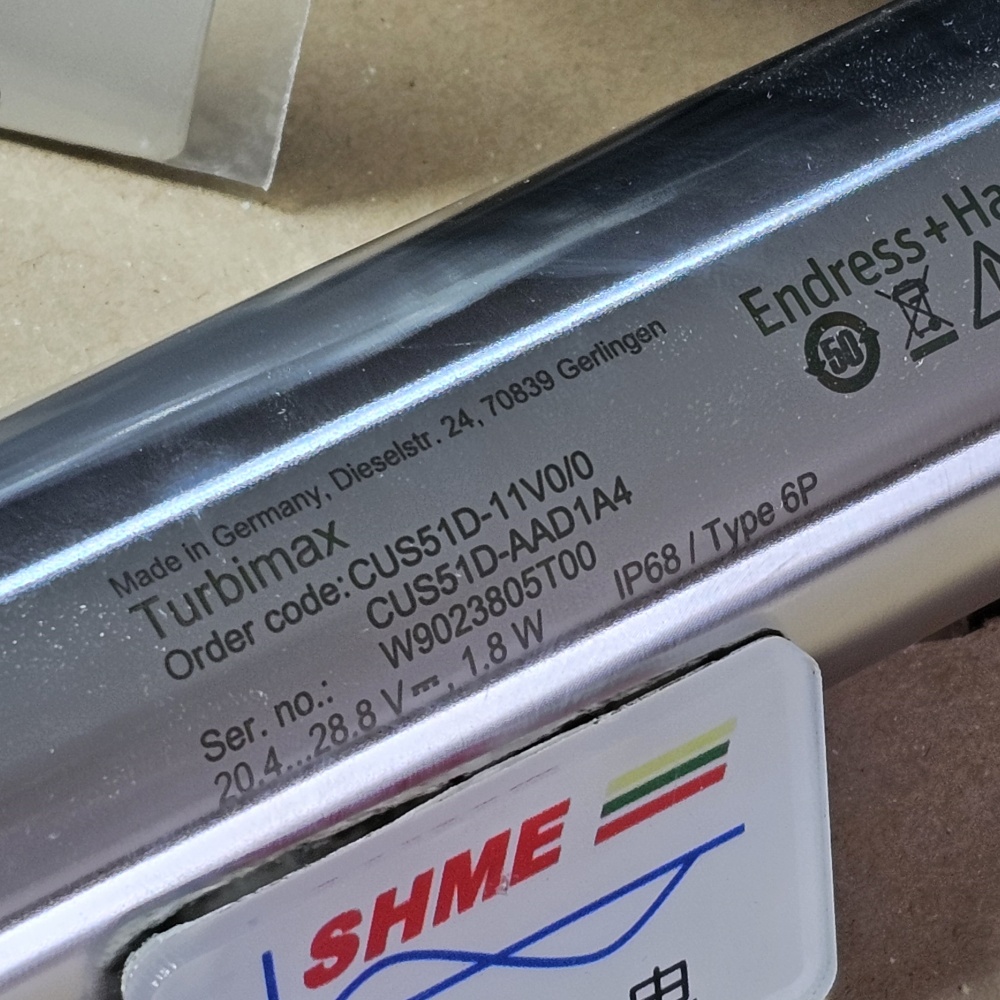 Endress+Ha
50
Made in Germany, Dieselstr. 24, 70839 Gerlingen
Turbimax
Order code:CUS51D-11V0/0
CUS51D-AAD1A4
Ser. no.: W9023805T00
20.4...28.8 V⎓, 1.8 W IP68 / Type 6P
SHME
电